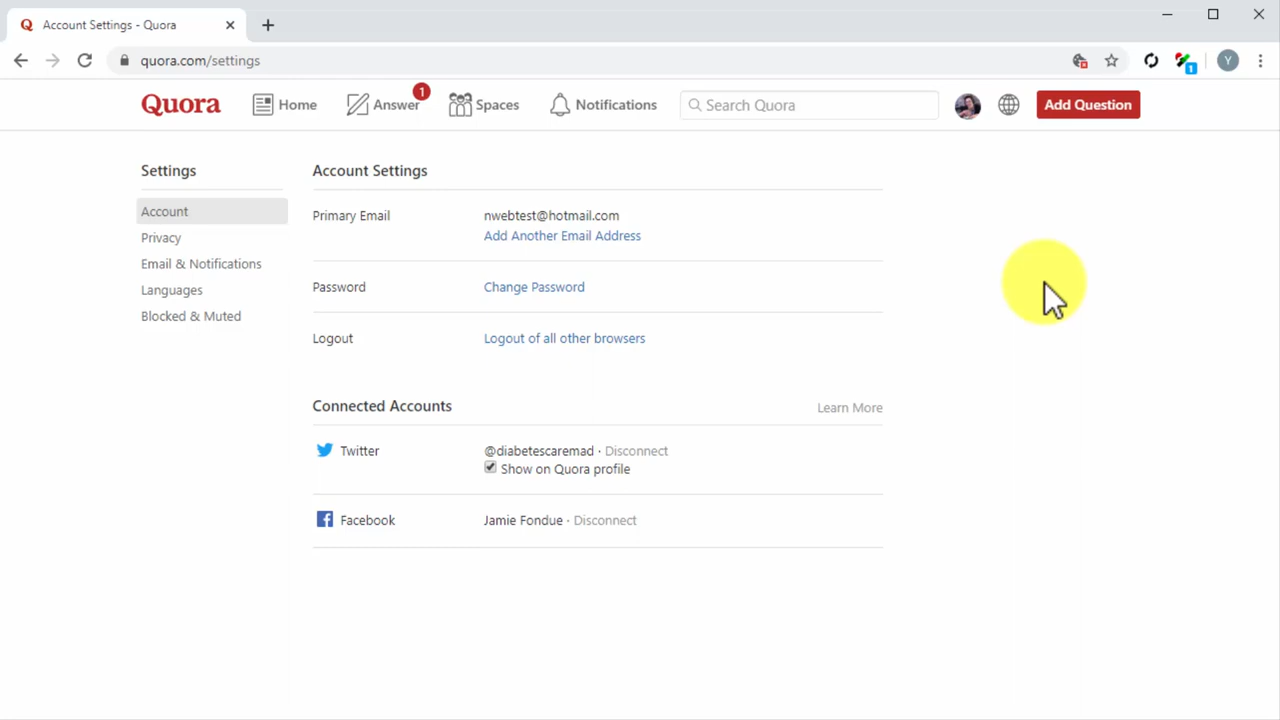 Q Account Settings - Quora
quora.com/settings
1
Y
Quora Home Answer 1 Spaces Notifications Search Quora Add Question
Settings
Account
Privacy
Email & Notifications
Languages
Blocked & Muted
Account Settings
Primary Email nwebtest@hotmail.com
Add Another Email Address
Password Change Password
Logout Logout of all other browsers
Connected Accounts Learn More
Twitter @diabetescaremad · Disconnect
Show on Quora profile
Facebook Jamie Fondue · Disconnect